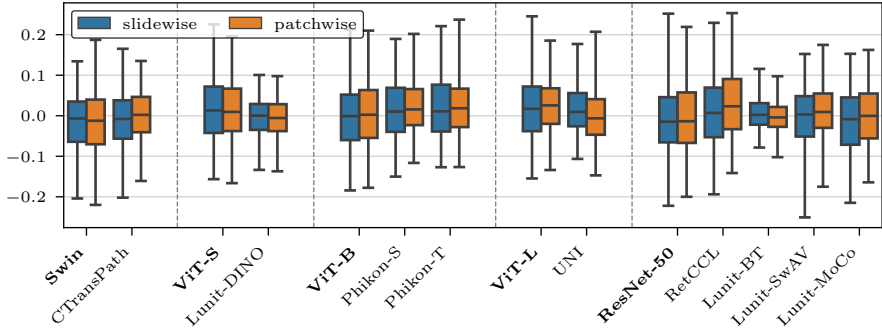 slidewise
patchwise
0.2
0.1
0.0
−0.1
−0.2
Swin
CTransPath
ViT-S
Lunit-DINO
ViT-B
Phikon-S
Phikon-T
ViT-L
UNI
ResNet-50
RetCCL
Lunit-BT
Lunit-SwAV
Lunit-MoCo